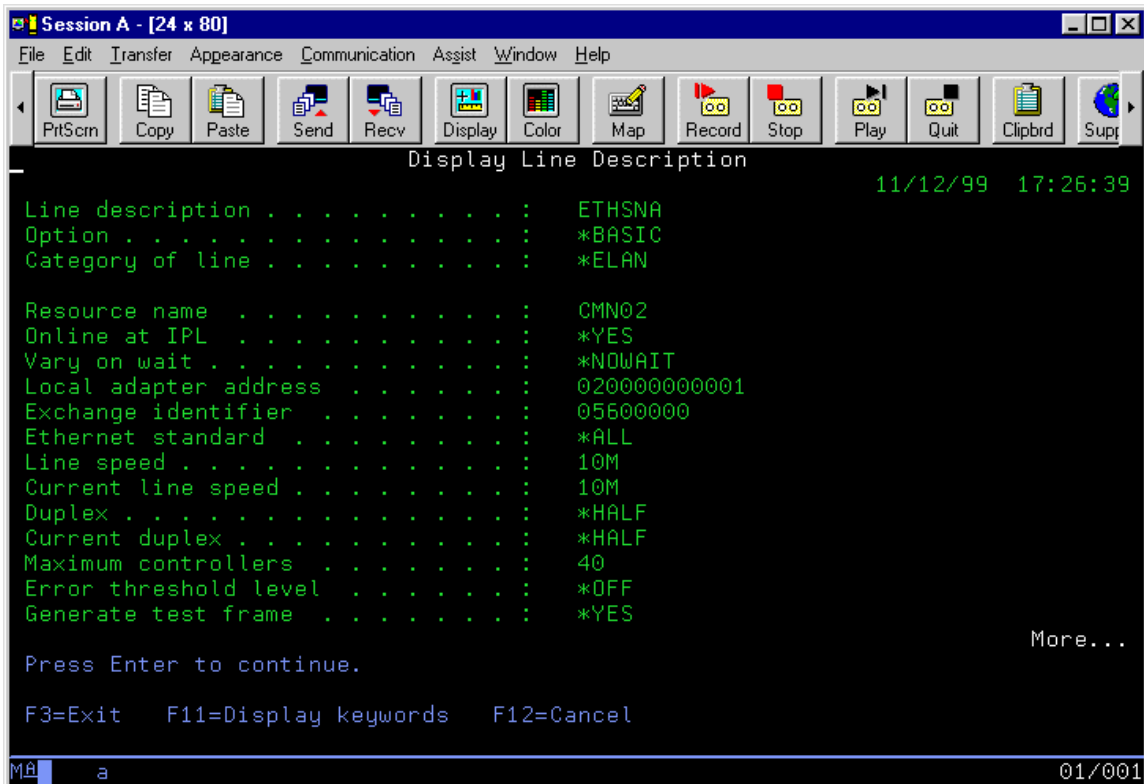 Session A - [24 x 80]
File Edit Transfer Appearance Communication Assist Window Help
PrtScrn Copy Paste Send Recv Display Color Map Record Stop Play Quit Clipbrd Supp
Display Line Description
11/12/99 17:26:39
Line description . . . . . . . . . : ETHSNA
Option . . . . . . . . . . . . . . : *BASIC
Category of line . . . . . . . . . : *ELAN
Resource name . . . . . . . . . . : CMN02
Online at IPL . . . . . . . . . . : *YES
Vary on wait . . . . . . . . . . . : *NOWAIT
Local adapter address . . . . . . : 020000000001
Exchange identifier . . . . . . . : 05600000
Ethernet standard . . . . . . . . : *ALL
Line speed . . . . . . . . . . . . : 10M
Current line speed . . . . . . . . : 10M
Duplex . . . . . . . . . . . . . . : *HALF
Current duplex . . . . . . . . . . : *HALF
Maximum controllers . . . . . . . : 40
Error threshold level . . . . . . : *OFF
Generate test frame . . . . . . . : *YES
More...
Press Enter to continue.
F3=Exit F11=Display keywords F12=Cancel
MA a 01/001